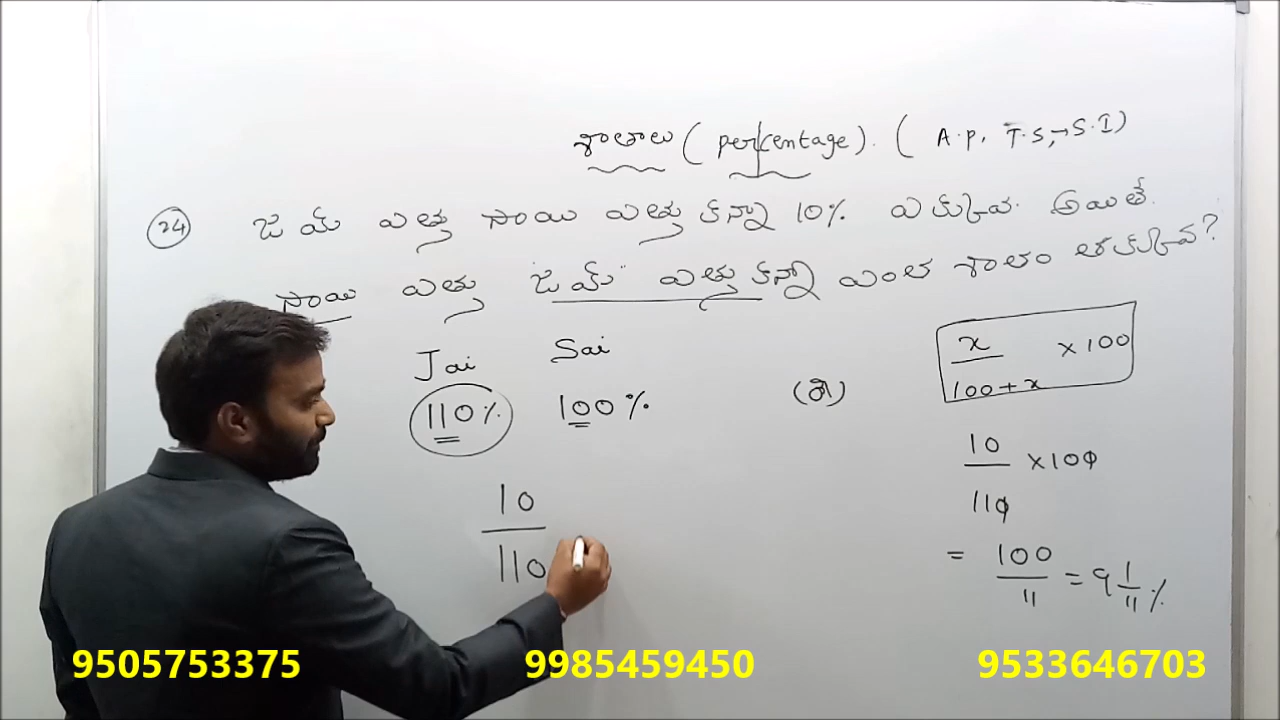 శాతాలు ( percentage ). ( A.p, T.S, → S.I )
24 జయ్ ఎత్తు సాయి ఎత్తు కన్నా 10% ఎక్కువ. అయితే.
సాయి ఎత్తు జయ్ ఎత్తు కన్నా ఎంత శాతం తక్కువ?
Jai Sai
110% 100%
10
110
(లే)
x × 100
100 + x
10 × 100
110
= 100 = 9 1 %
11 11
9505753375 9985459450 9533646703